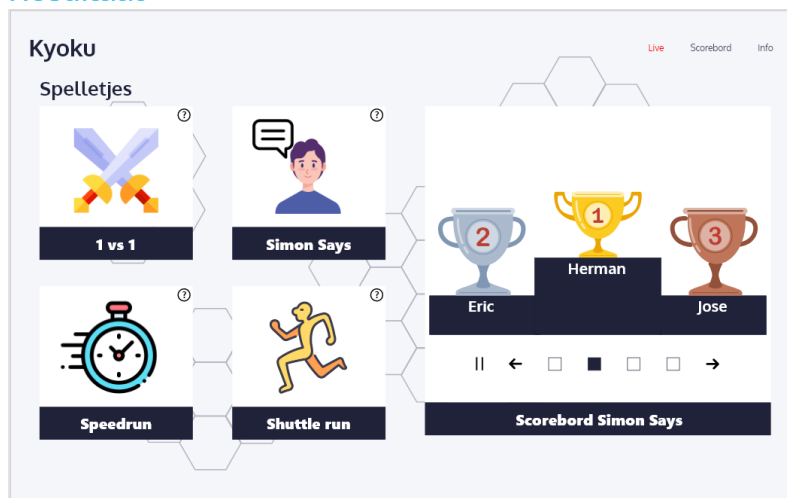 Kyoku
Live
Scorebord
Info
Spelletjes
?
1 vs 1
?
Simon Says
?
Speedrun
?
Shuttle run
2
1
3
Herman
Eric
Jose
Scorebord Simon Says